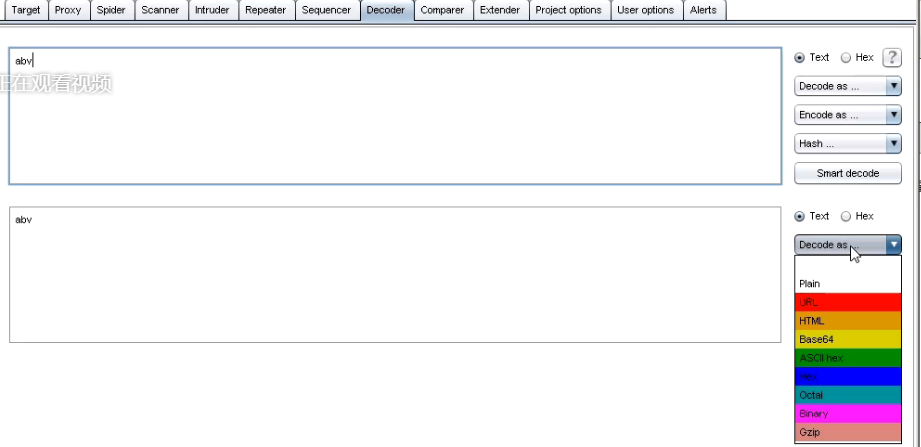 Target Proxy Spider Scanner Intruder Repeater Sequencer Decoder Comparer Extender Project options User options Alerts
abv
Text Hex ?
正在观看视频
Decode as ...
Encode as ...
Hash ...
Smart decode
abv
Text Hex
Decode as ...
Plain
URL
HTML
Base64
ASCII hex
Hex
Octal
Binary
Gzip